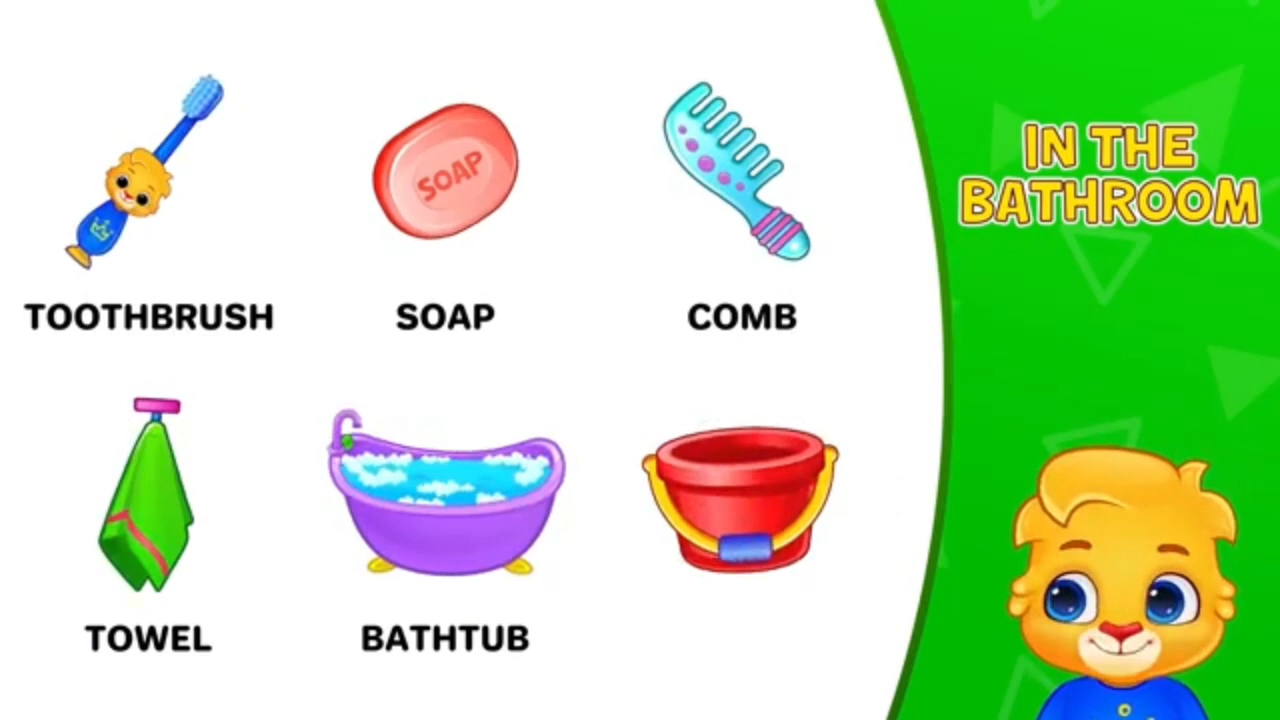 IN THE
BATHROOM
SOAP
TOOTHBRUSH
SOAP
COMB
TOWEL
BATHTUB